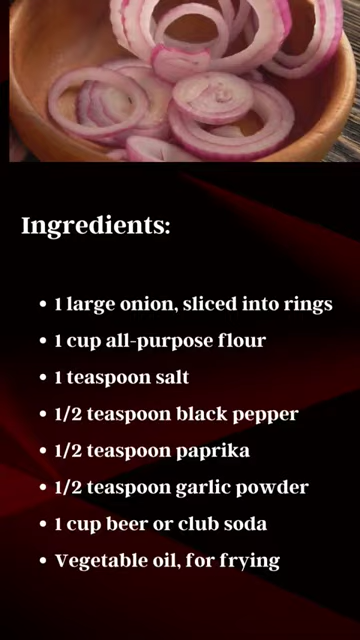 Ingredients:
• 1 large onion, sliced into rings
• 1 cup all-purpose flour
• 1 teaspoon salt
• 1/2 teaspoon black pepper
• 1/2 teaspoon paprika
• 1/2 teaspoon garlic powder
• 1 cup beer or club soda
• Vegetable oil, for frying